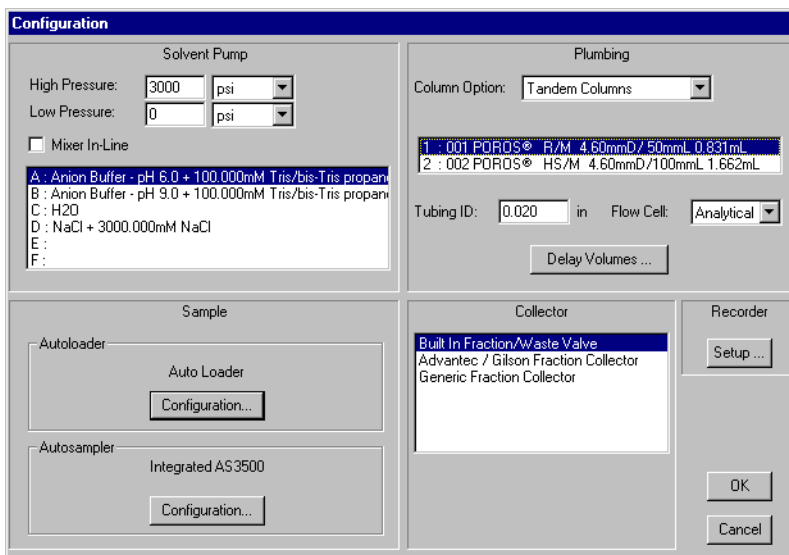 Configuration
Solvent Pump
High Pressure: 3000 psi
Low Pressure: 0 psi
Mixer In-Line
A : Anion Buffer - pH 6.0 + 100.000mM Tris/bis-Tris propan
B : Anion Buffer - pH 9.0 + 100.000mM Tris/bis-Tris propan
C : H2O
D : NaCl + 3000.000mM NaCl
E :
F :
Plumbing
Column Option: Tandem Columns
1 : 001 POROS® R/M 4.60mmD/ 50mmL 0.831mL
2 : 002 POROS® HS/M 4.60mmD/100mmL 1.662mL
Tubing ID: 0.020 in Flow Cell: Analytical
Delay Volumes ...
Sample
Autoloader
Auto Loader
Configuration...
Autosampler
Integrated AS3500
Configuration...
Collector
Built In Fraction/Waste Valve
Advantec / Gilson Fraction Collector
Generic Fraction Collector
Recorder
Setup ...
OK
Cancel